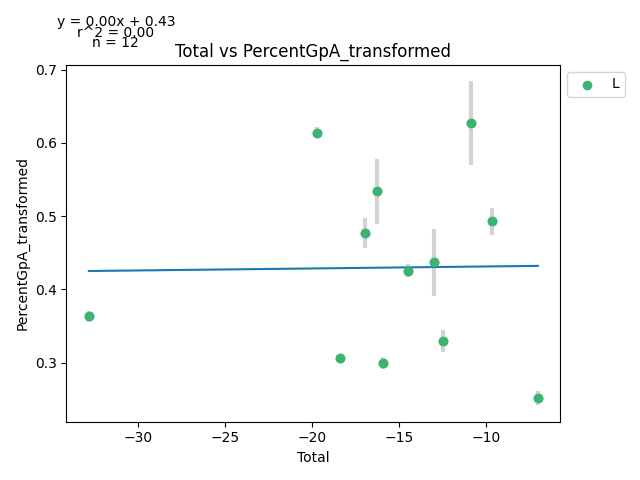 y = 0.00x + 0.43
r^2 = 0.00
n = 12
Total vs PercentGpA_transformed
L
PercentGpA_transformed
0.7
0.6
0.5
0.4
0.3
−30
−25
−20
−15
−10
Total